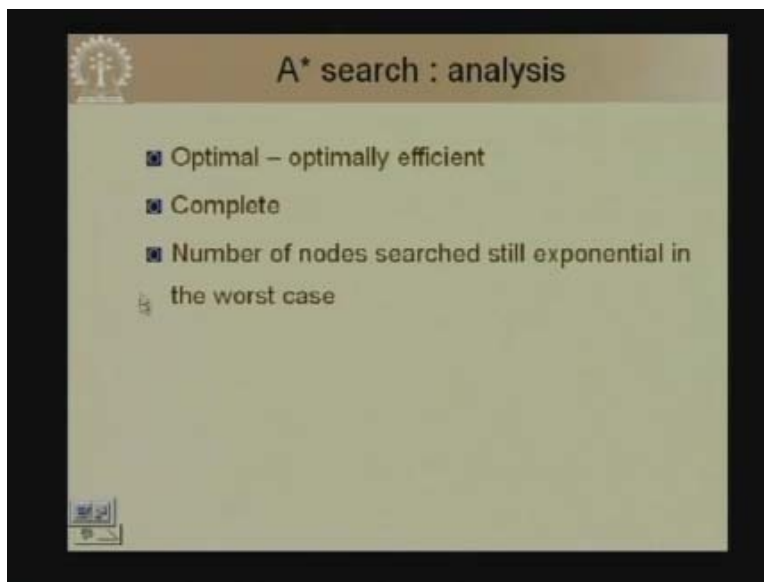 A* search : analysis
Optimal – optimally efficient
Complete
Number of nodes searched still exponential in
the worst case